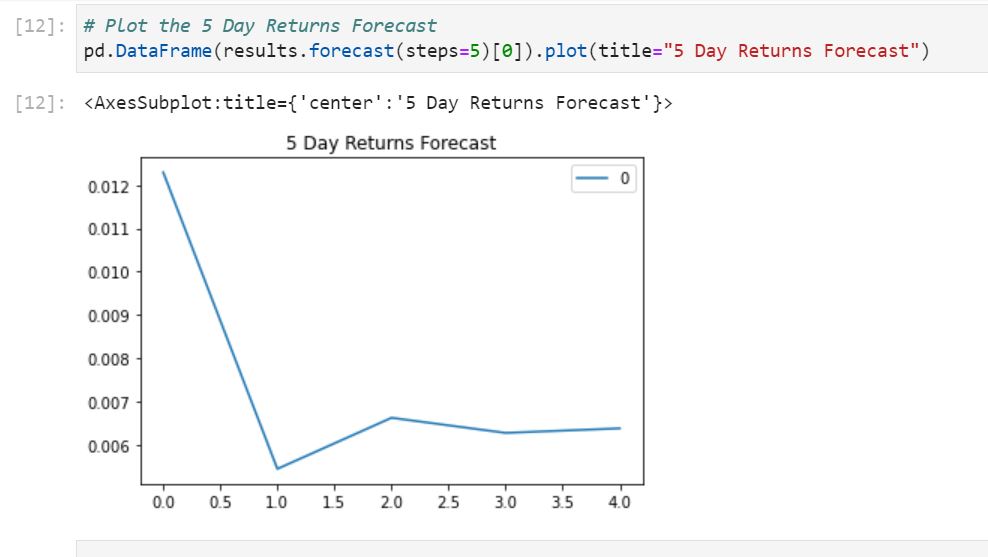 [12]: # Plot the 5 Day Returns Forecast
pd.DataFrame(results.forecast(steps=5)[0]).plot(title="5 Day Returns Forecast")
[12]: <AxesSubplot:title={'center':'5 Day Returns Forecast'}>
5 Day Returns Forecast
0
0.012
0.011
0.010
0.009
0.008
0.007
0.006
0.0 0.5 1.0 1.5 2.0 2.5 3.0 3.5 4.0